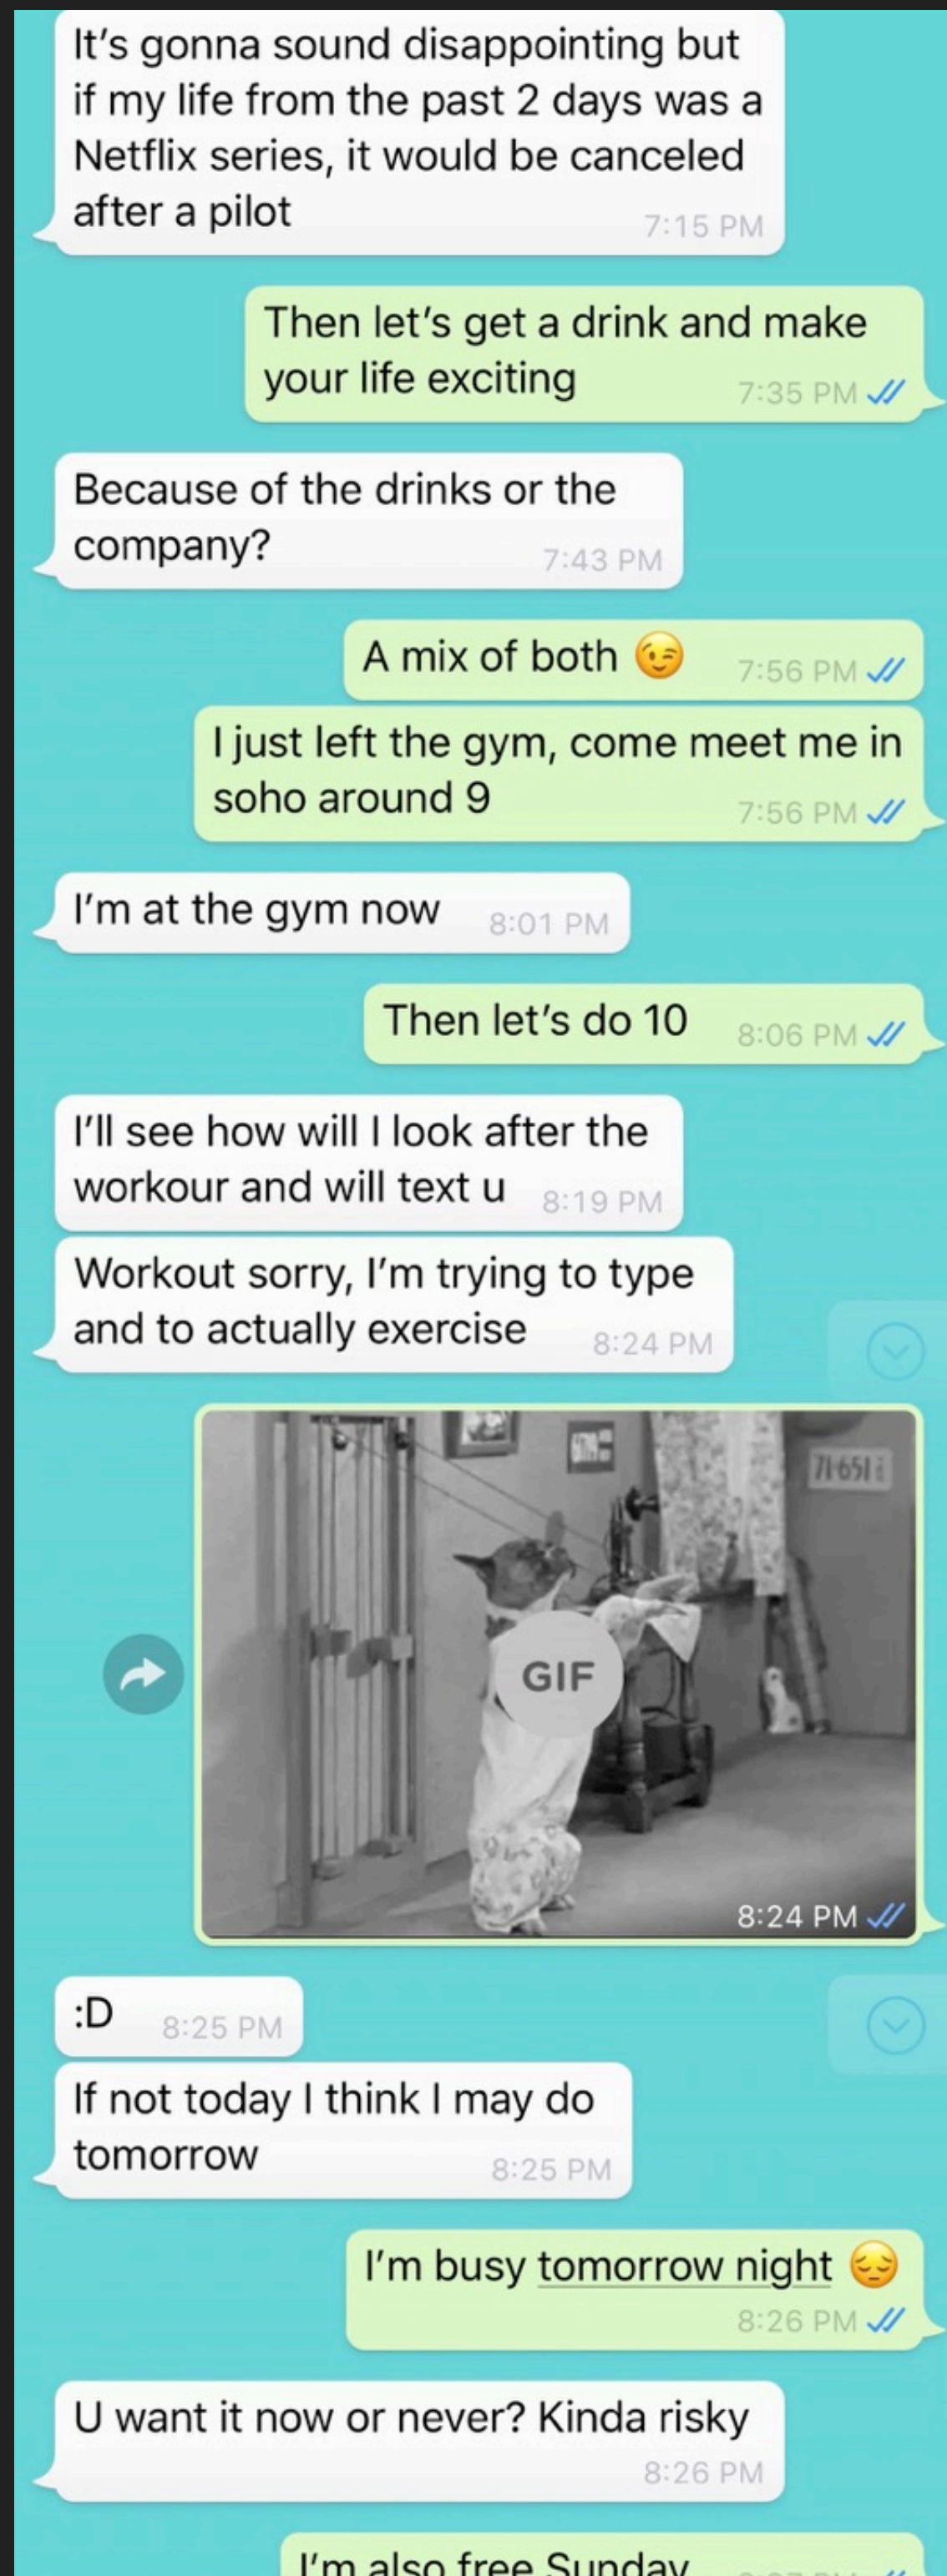 It's gonna sound disappointing but
if my life from the past 2 days was a
Netflix series, it would be canceled
after a pilot
7:15 PM
Then let's get a drink and make
your life exciting
7:35 PM
Because of the drinks or the
company?
7:43 PM
A mix of both 😉
7:56 PM
I just left the gym, come meet me in
soho around 9
7:56 PM
I'm at the gym now
8:01 PM
Then let's do 10
8:06 PM
I'll see how will I look after the
workour and will text u
8:19 PM
Workout sorry, I'm trying to type
and to actually exercise
8:24 PM
GIF
8:24 PM
:D
8:25 PM
If not today I think I may do
tomorrow
8:25 PM
I'm busy tomorrow night 😔
8:26 PM
U want it now or never? Kinda risky
8:26 PM
I'm also free Sunday